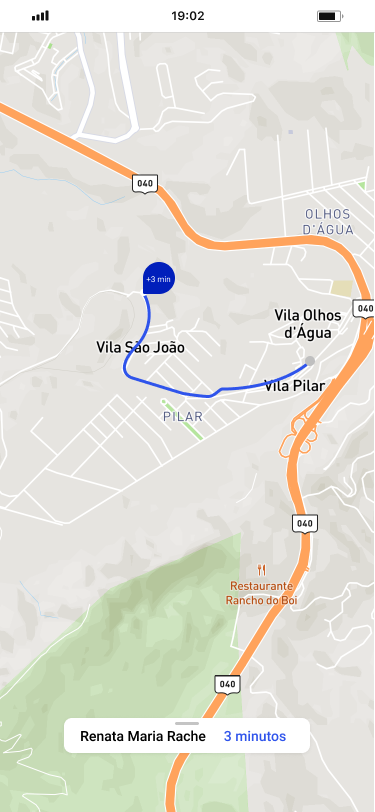 19:02
040
OLHOS
D'ÁGUA
+3 min
040
Vila Olhos
d'Água
Vila São João
Vila Pilar
PILAR
040
Restaurante
Rancho do Boi
040
Renata Maria Rache 3 minutos